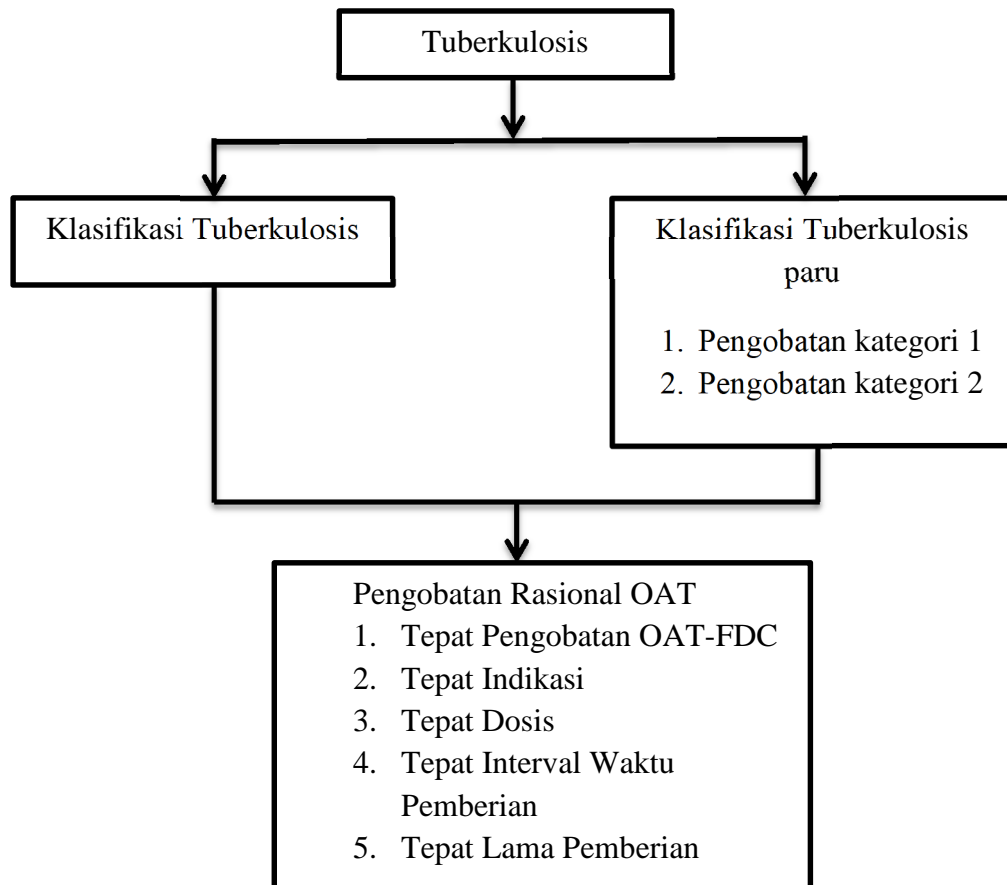 Tuberkulosis
Klasifikasi Tuberkulosis
Klasifikasi Tuberkulosis
paru
1. Pengobatan kategori 1
2. Pengobatan kategori 2
Pengobatan Rasional OAT
1. Tepat Pengobatan OAT-FDC
2. Tepat Indikasi
3. Tepat Dosis
4. Tepat Interval Waktu
Pemberian
5. Tepat Lama Pemberian